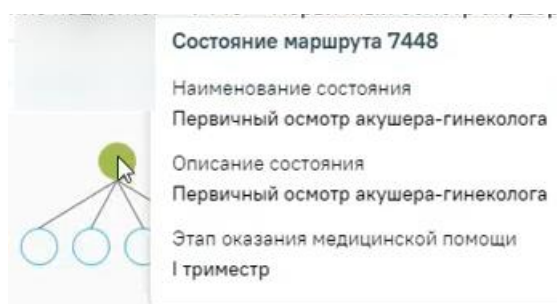 Состояние маршрута 7448
Наименование состояния
Первичный осмотр акушера-гинеколога
Описание состояния
Первичный осмотр акушера-гинеколога
Этап оказания медицинской помощи
I триместр